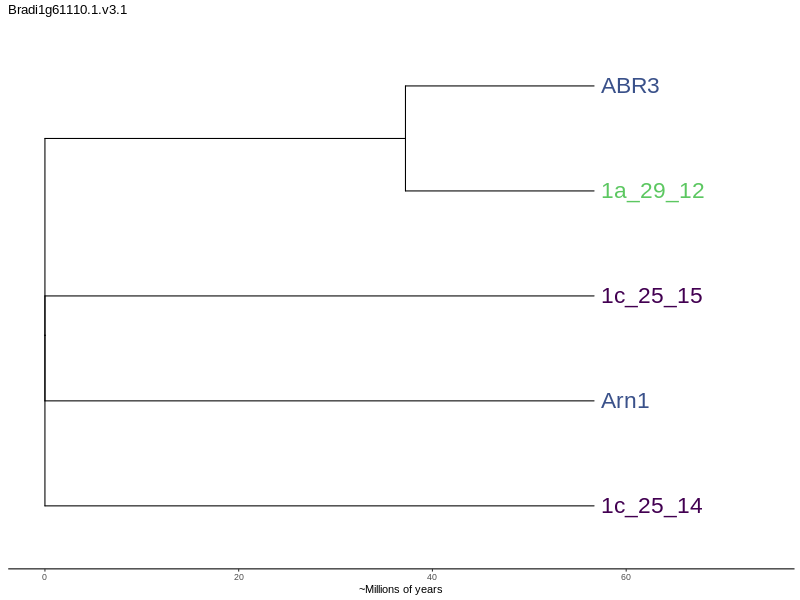 Bradi1g61110.1.v3.1
ABR3
1a_29_12
1c_25_15
Arn1
1c_25_14
0 20 40 60
~Millions of years